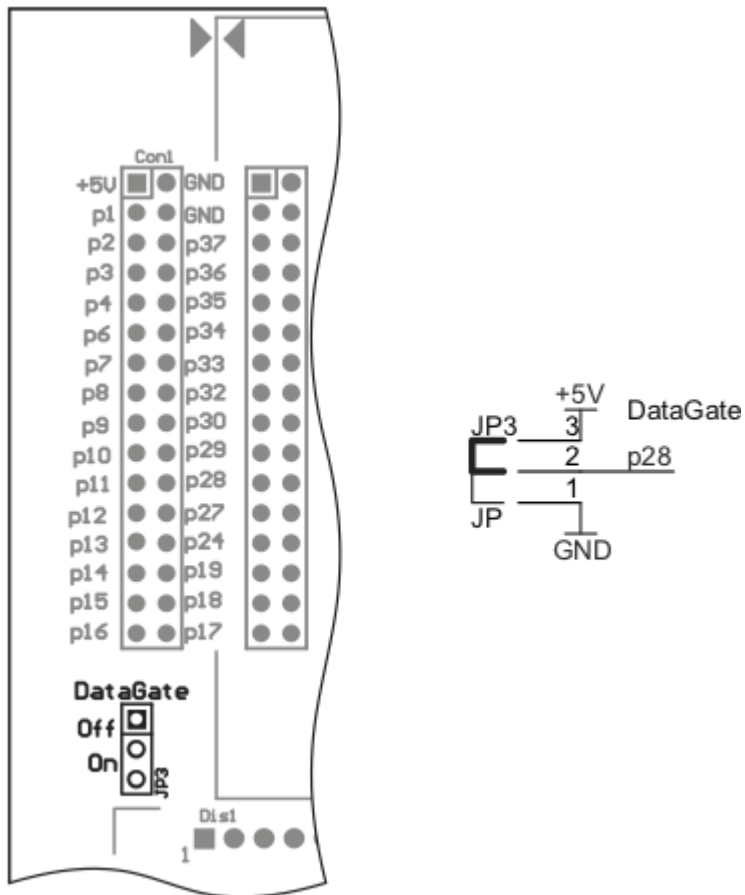 Con1
+5V GND
p1 GND
p2 p37
p3 p36
p4 p35
p6 p34
p7 p33
p8 p32
p9 p30
p10 p29
p11 p28
p12 p27
p13 p24
p14 p19
p15 p18
p16 p17
DataGate
Off
On
JP3
Dis1
1
+5V DataGate
JP3 3
2 p28
1
JP
GND